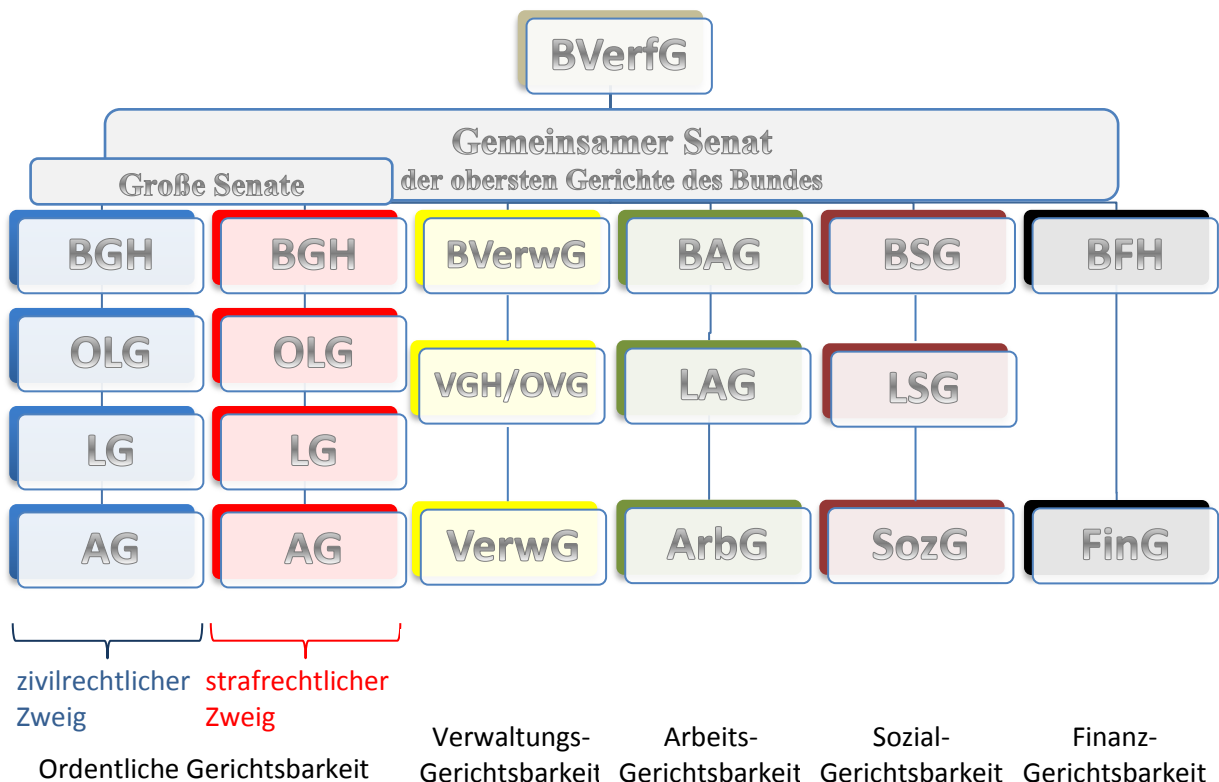 BVerfG
Gemeinsamer Senat
der obersten Gerichte des Bundes
Große Senate
BGH
BGH
BVerwG
BAG
BSG
BFH
OLG
OLG
VGH/OVG
LAG
LSG
LG
LG
AG
AG
VerwG
ArbG
SozG
FinG
zivilrechtlicher
Zweig
strafrechtlicher
Zweig
Ordentliche Gerichtsbarkeit
Verwaltungs-
Gerichtsbarkeit
Arbeits-
Gerichtsbarkeit
Sozial-
Gerichtsbarkeit
Finanz-
Gerichtsbarkeit